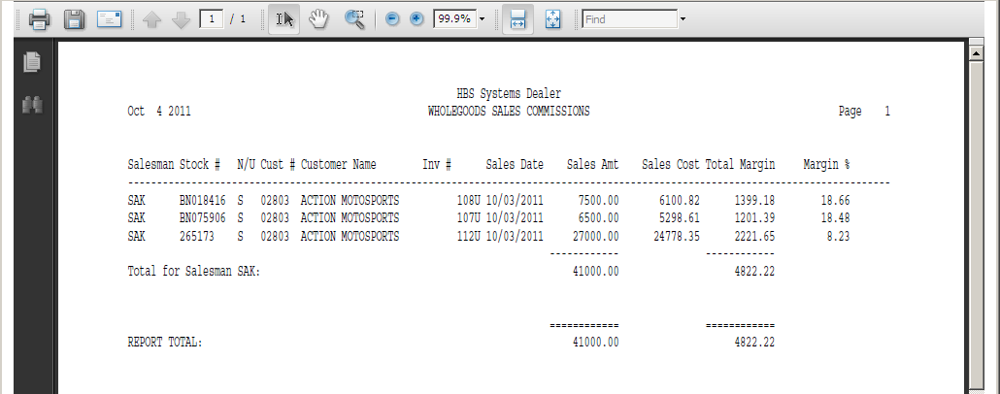 1 / 1 99.9% Find
HBS Systems Dealer
Oct 4 2011 WHOLEGOODS SALES COMMISSIONS Page 1
Salesman Stock # N/U Cust # Customer Name Inv # Sales Date Sales Amt Sales Cost Total Margin Margin %
SAK BN018416 S 02803 ACTION MOTOSPORTS 108U 10/03/2011 7500.00 6100.82 1399.18 18.66
SAK BN075906 S 02803 ACTION MOTOSPORTS 107U 10/03/2011 6500.00 5298.61 1201.39 18.48
SAK 265173 S 02803 ACTION MOTOSPORTS 112U 10/03/2011 27000.00 24778.35 2221.65 8.23
Total for Salesman SAK: 41000.00 4822.22
REPORT TOTAL: 41000.00 4822.22